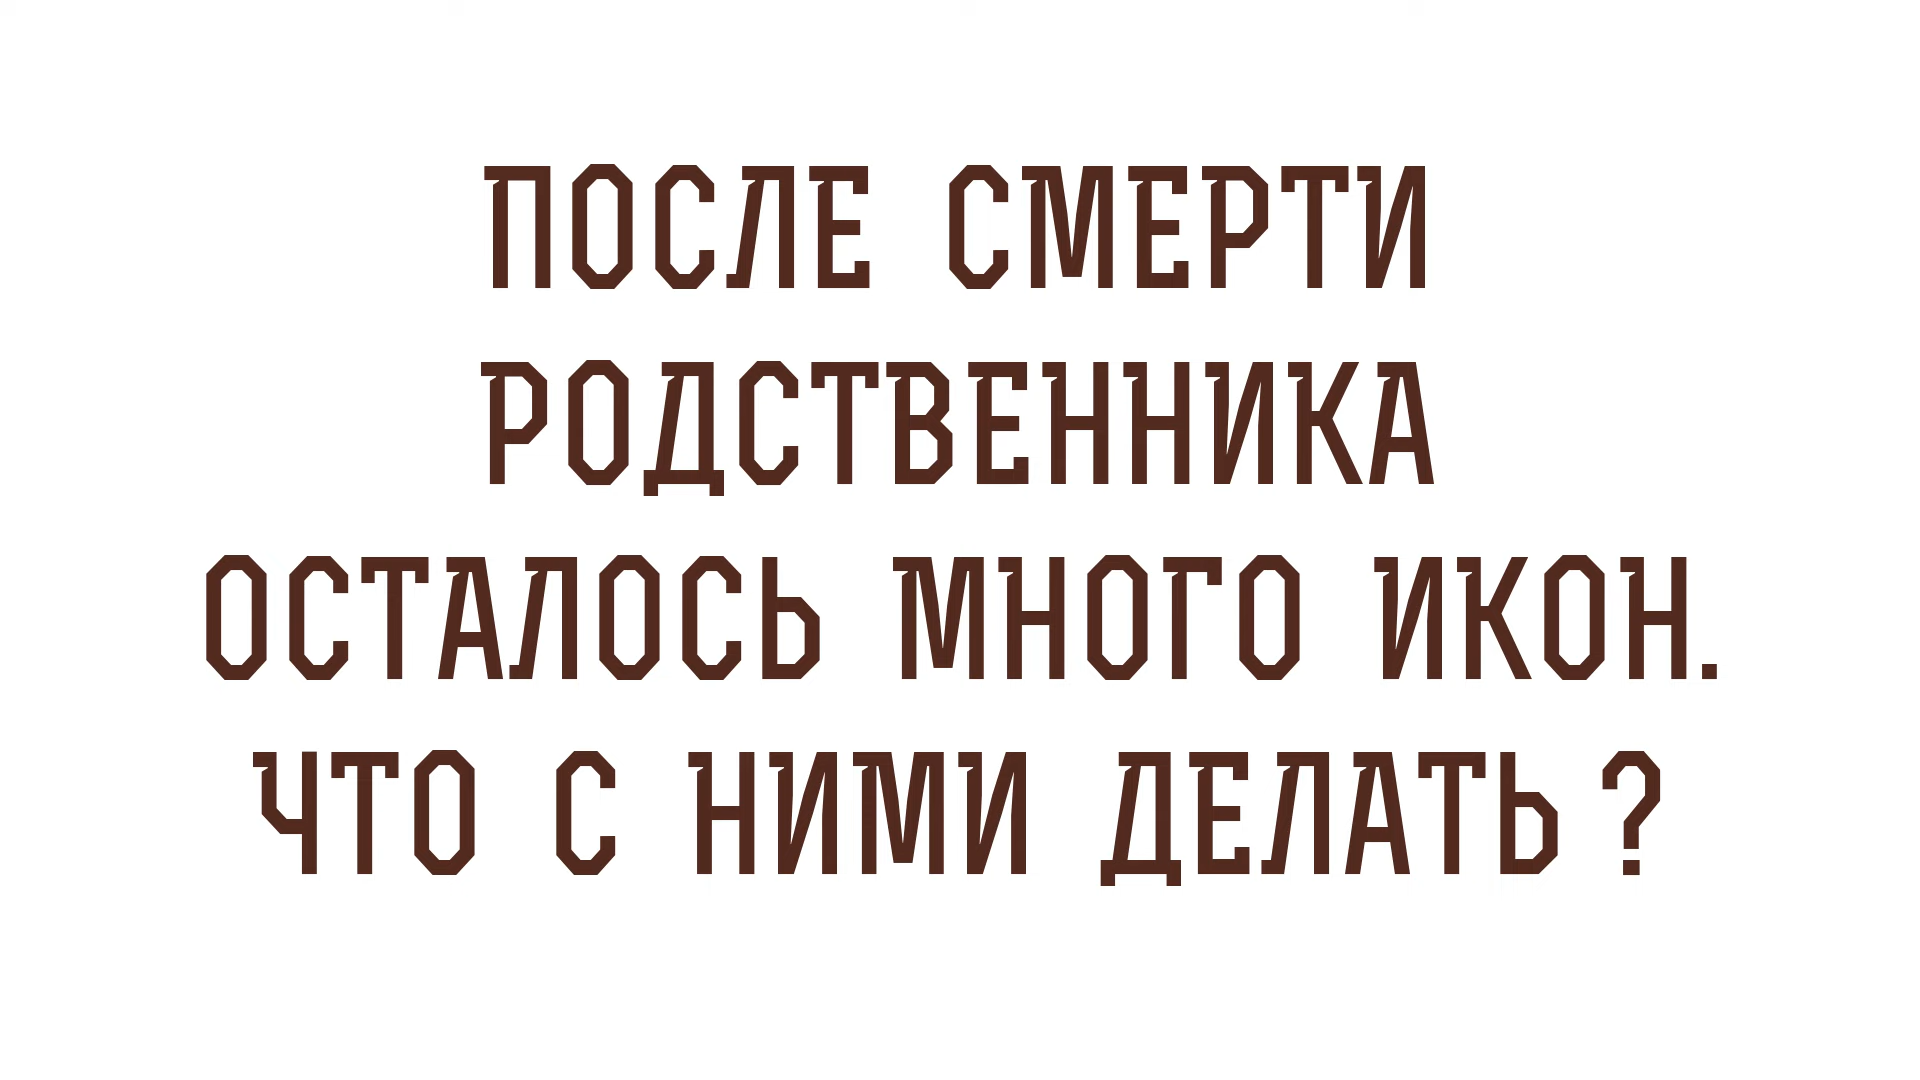 ПОСЛЕ СМЕРТИ
РОДСТВЕННИКА
ОСТАЛОСЬ МНОГО ИКОН.
ЧТО С НИМИ ДЕЛАТЬ?